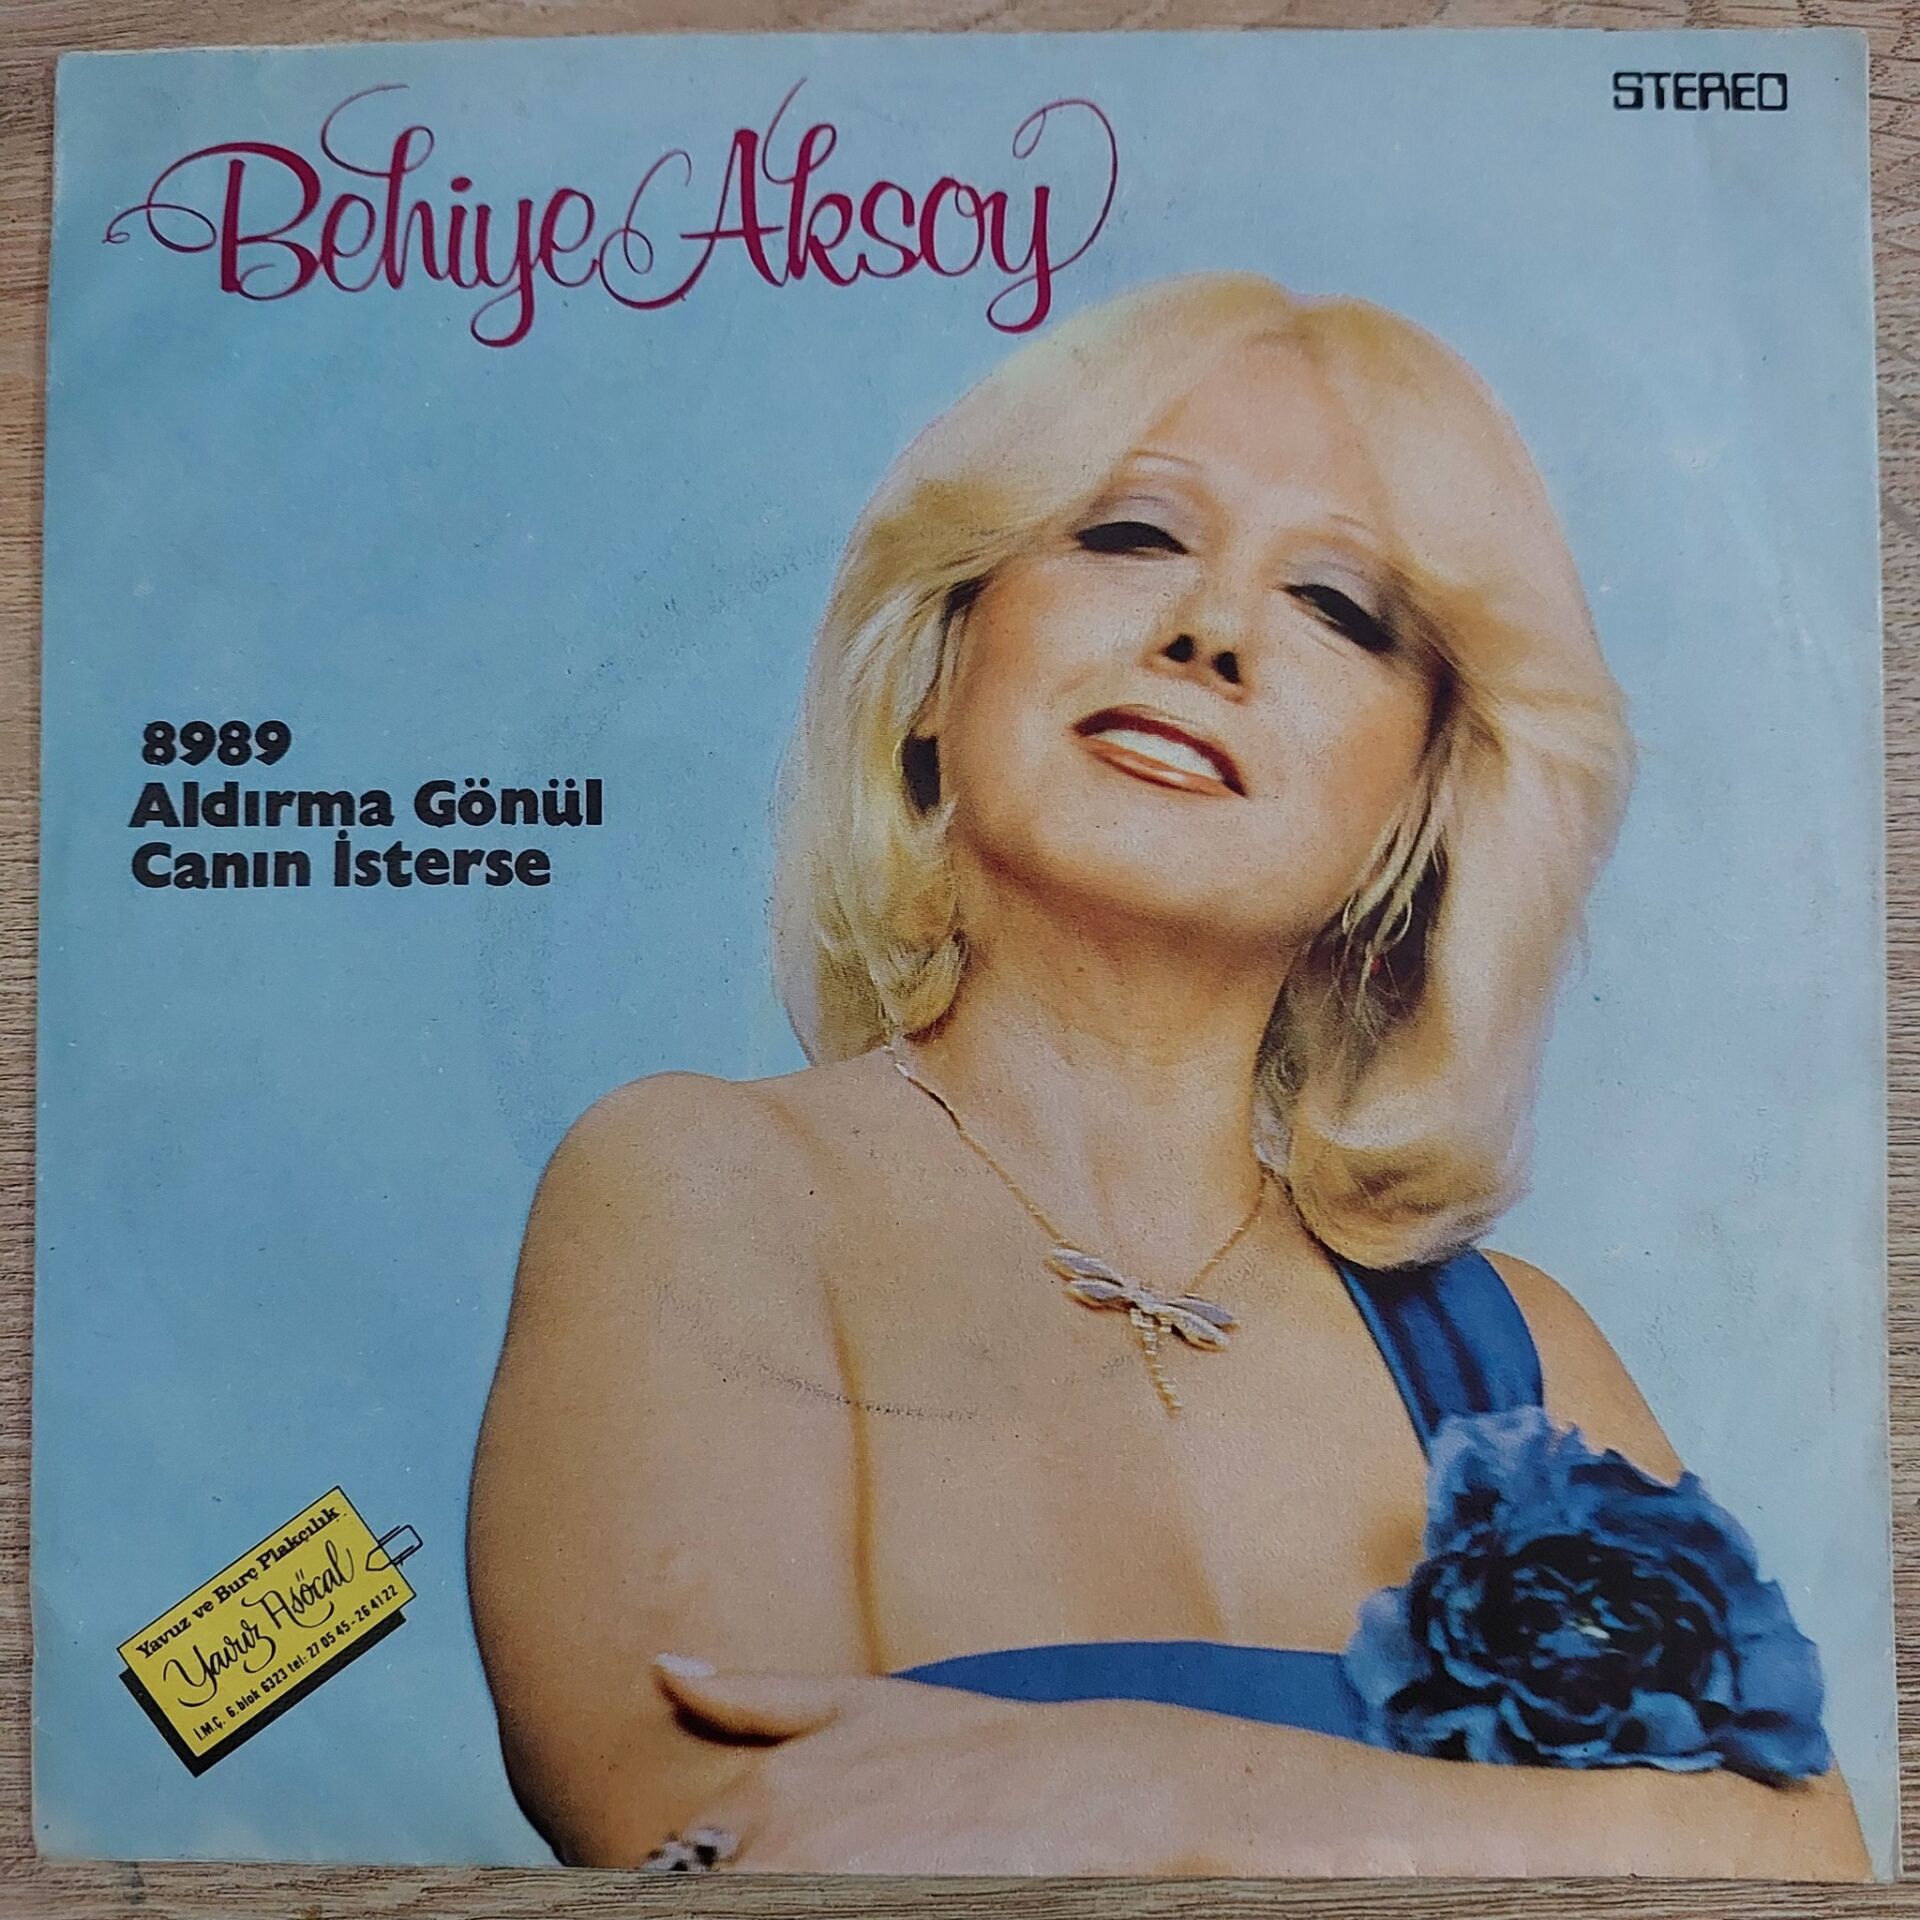 Behiye Aksoy
STEREO
8989
Aldırma Gönül
Canın İsterse
Yavuz ve Burç Plakçılık
Yavuz Asöcal
İ.M.Ç. 6. blok 6323 tel: 27 05 45 - 26 41 22